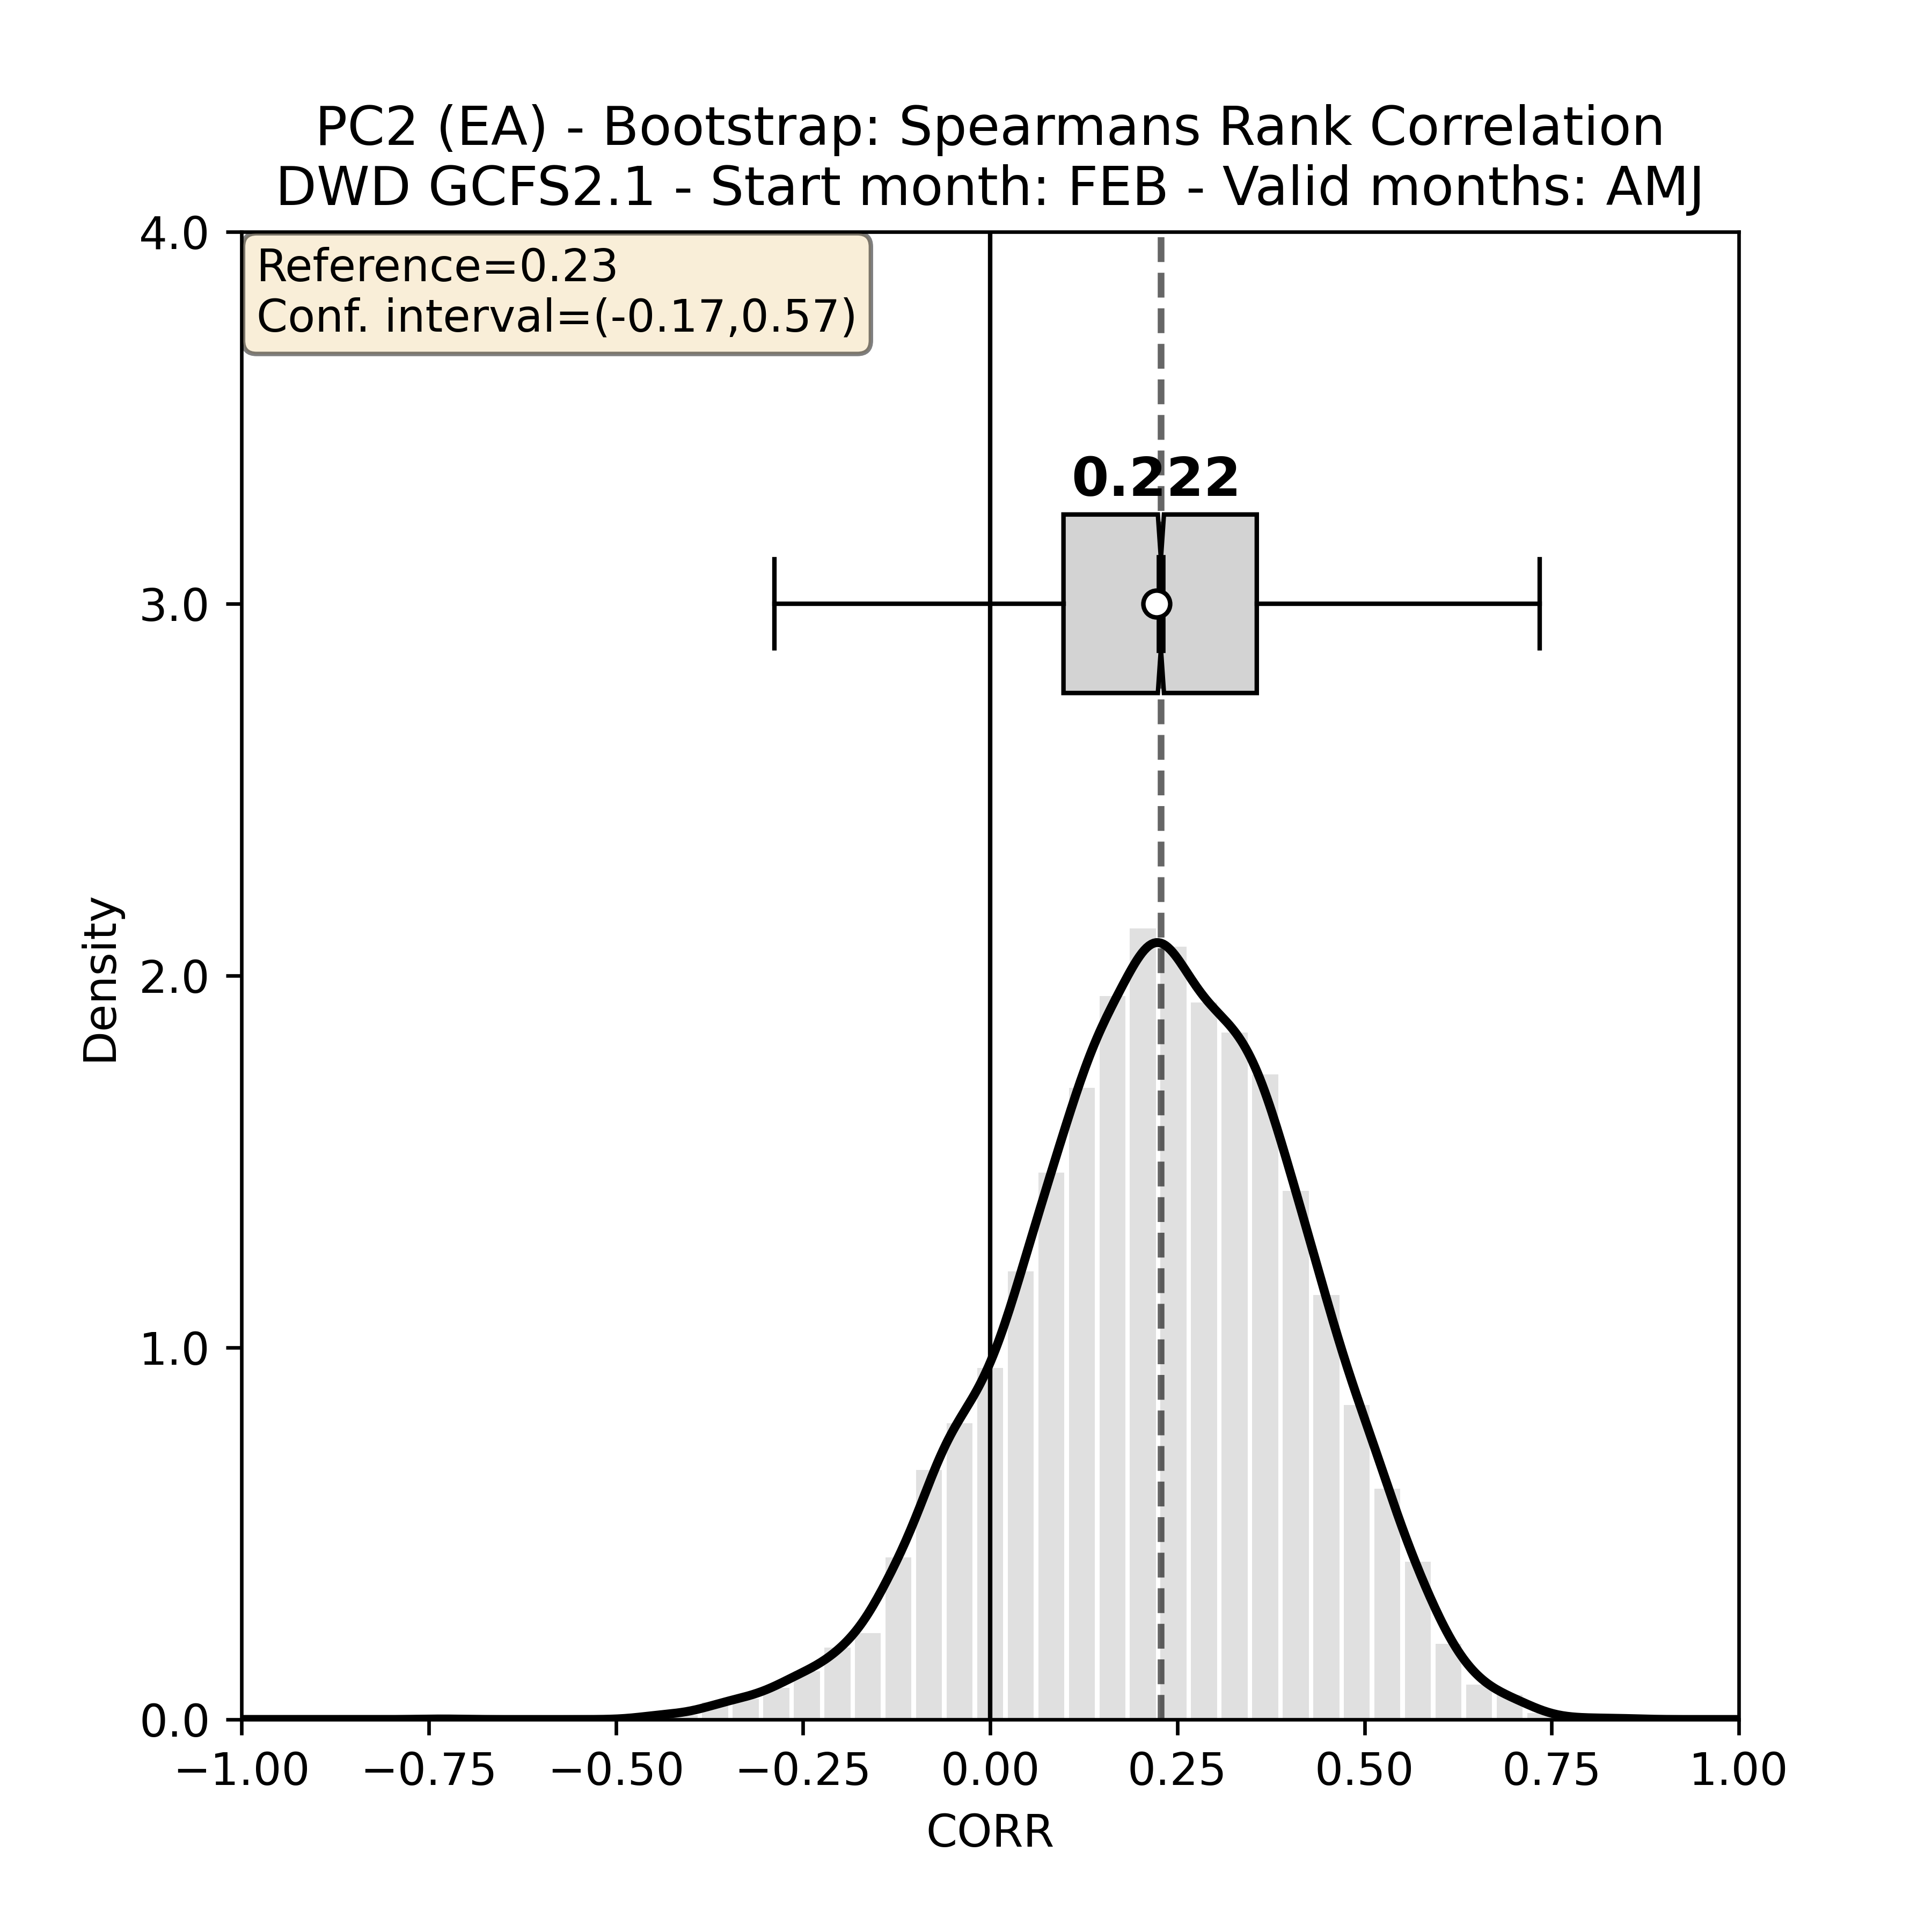 PC2 (EA) - Bootstrap: Spearmans Rank Correlation
DWD GCFS2.1 - Start month: FEB - Valid months: AMJ
Reference=0.23
Conf. interval=(-0.17,0.57)
0.222
4.0
3.0
2.0
1.0
0.0
Density
−1.00 −0.75 −0.50 −0.25 0.00 0.25 0.50 0.75 1.00
CORR